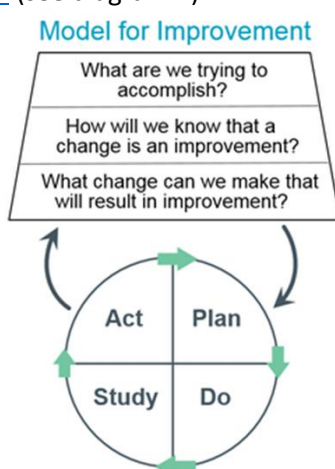 Model for Improvement
What are we trying to
accomplish?
How will we know that a
change is an improvement?
What change can we make that
will result in improvement?
Act Plan
Study Do